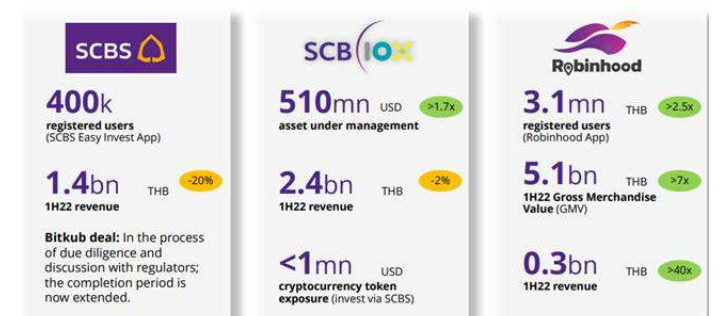 SCBS
400k
registered users
(SCBS Easy Invest App)
1.4bn THB -20%
1H22 revenue
Bitkub deal: In the process
of due diligence and
discussion with regulators;
the completion period is
now extended.
SCB 10X
510mn USD >1.7x
asset under management
2.4bn THB -2%
1H22 revenue
<1mn USD
cryptocurrency token
exposure (invest via SCBS)
Robinhood
3.1mn THB >2.5x
registered users
(Robinhood App)
5.1bn THB >7x
1H22 Gross Merchandise
Value (GMV)
0.3bn THB >40x
1H22 revenue